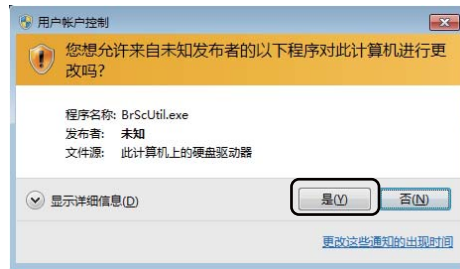 用户帐户控制
您想允许来自未知发布者的以下程序对此计算机进行更
改吗?
程序名称: BrScUtil.exe
发布者: 未知
文件源: 此计算机上的硬盘驱动器
显示详细信息(D)
是(Y)
否(N)
更改这些通知的出现时间